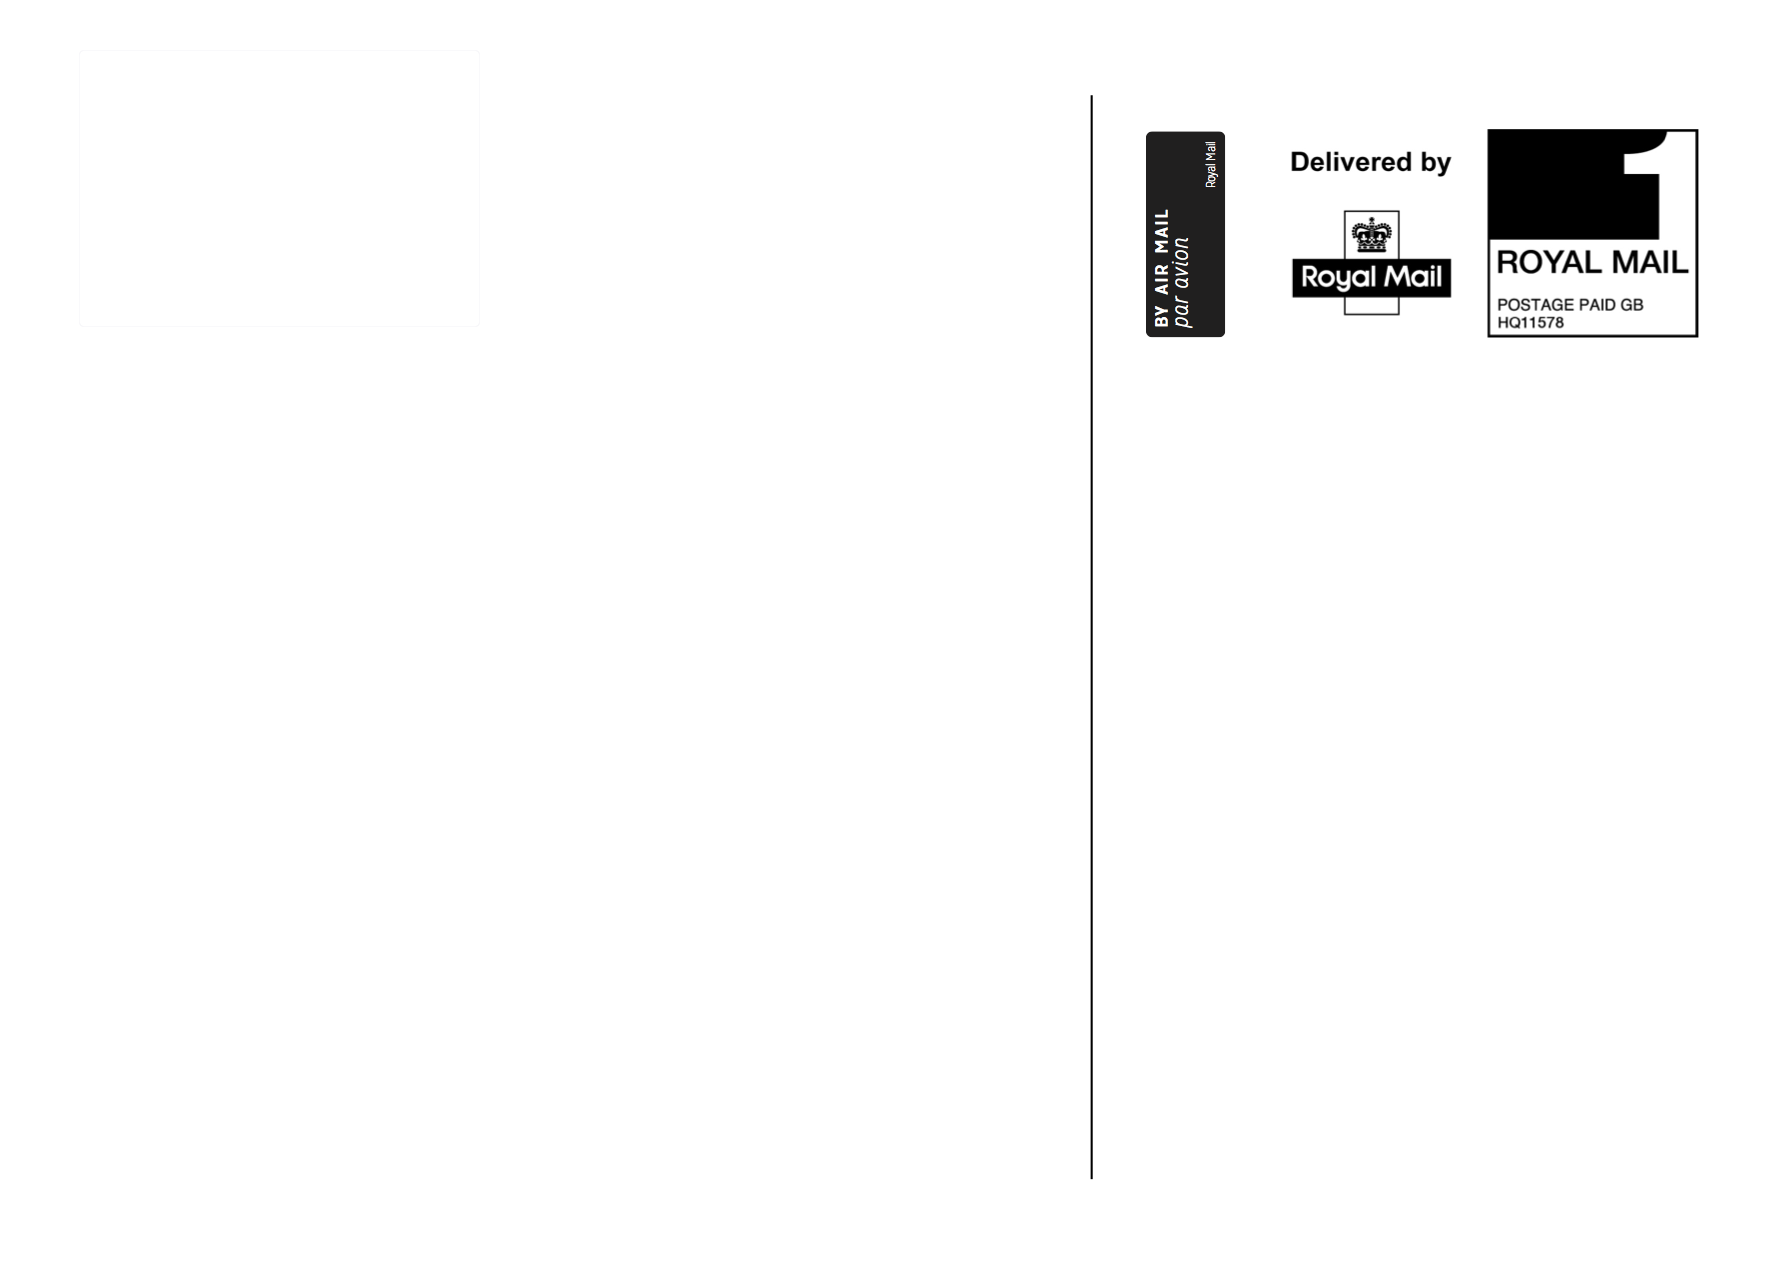 BY AIR MAIL
par avion
Royal Mail
Delivered by
Royal Mail
1
ROYAL MAIL
POSTAGE PAID GB
HQ11578